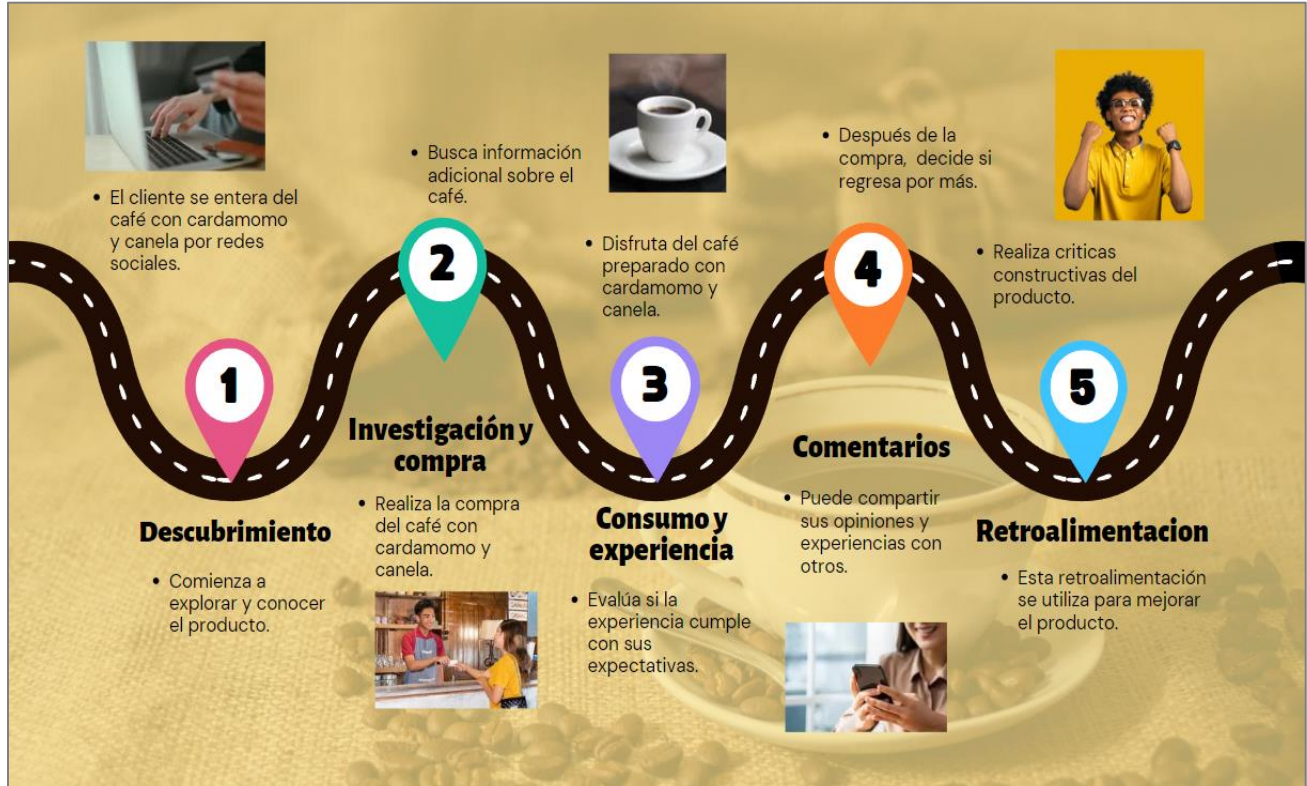 • El cliente se entera del
café con cardamomo
y canela por redes
sociales.
1
Descubrimiento
• Comienza a
explorar y conocer
el producto.
• Busca información
adicional sobre el
café.
2
Investigación y
compra
• Realiza la compra
del café con
cardamomo y
canela.
• Disfruta del café
preparado con
cardamomo y
canela.
3
Consumo y
experiencia
• Evalúa si la
experiencia cumple
con sus
expectativas.
• Después de la
compra, decide si
regresa por más.
4
Comentarios
• Puede compartir
sus opiniones y
experiencias con
otros.
• Realiza criticas
constructivas del
producto.
5
Retroalimentacion
• Esta retroalimentación
se utiliza para mejorar
el producto.